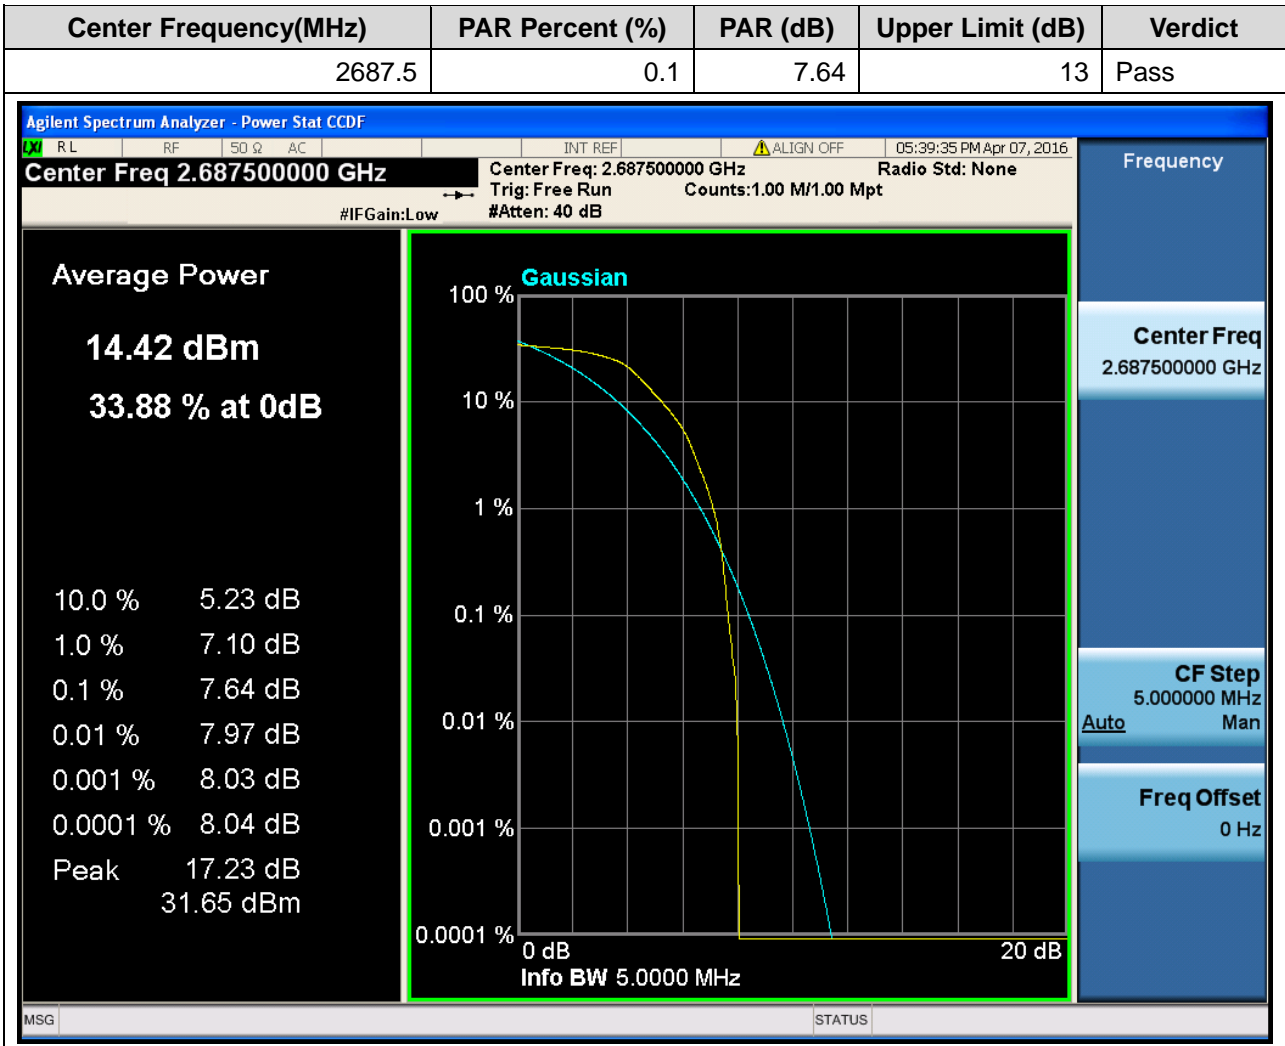 Center Frequency(MHz) PAR Percent (%) PAR (dB) Upper Limit (dB) Verdict
2687.5 0.1 7.64 13 Pass
Agilent Spectrum Analyzer - Power Stat CCDF
LXI RL RF 50 Ω AC INT REF ALIGN OFF 05:39:35 PM Apr 07, 2016
Center Freq 2.687500000 GHz
Center Freq: 2.687500000 GHz Radio Std: None
Trig: Free Run Counts:1.00 M/1.00 Mpt
#IFGain:Low #Atten: 40 dB
Average Power
14.42 dBm
33.88 % at 0dB
10.0 % 5.23 dB
1.0 % 7.10 dB
0.1 % 7.64 dB
0.01 % 7.97 dB
0.001 % 8.03 dB
0.0001 % 8.04 dB
Peak 17.23 dB
31.65 dBm
Gaussian
100 %
10 %
1 %
0.1 %
0.01 %
0.001 %
0.0001 %
0 dB 20 dB
Info BW 5.0000 MHz
Frequency
Center Freq
2.687500000 GHz
CF Step
5.000000 MHz
Auto Man
Freq Offset
0 Hz
MSG STATUS